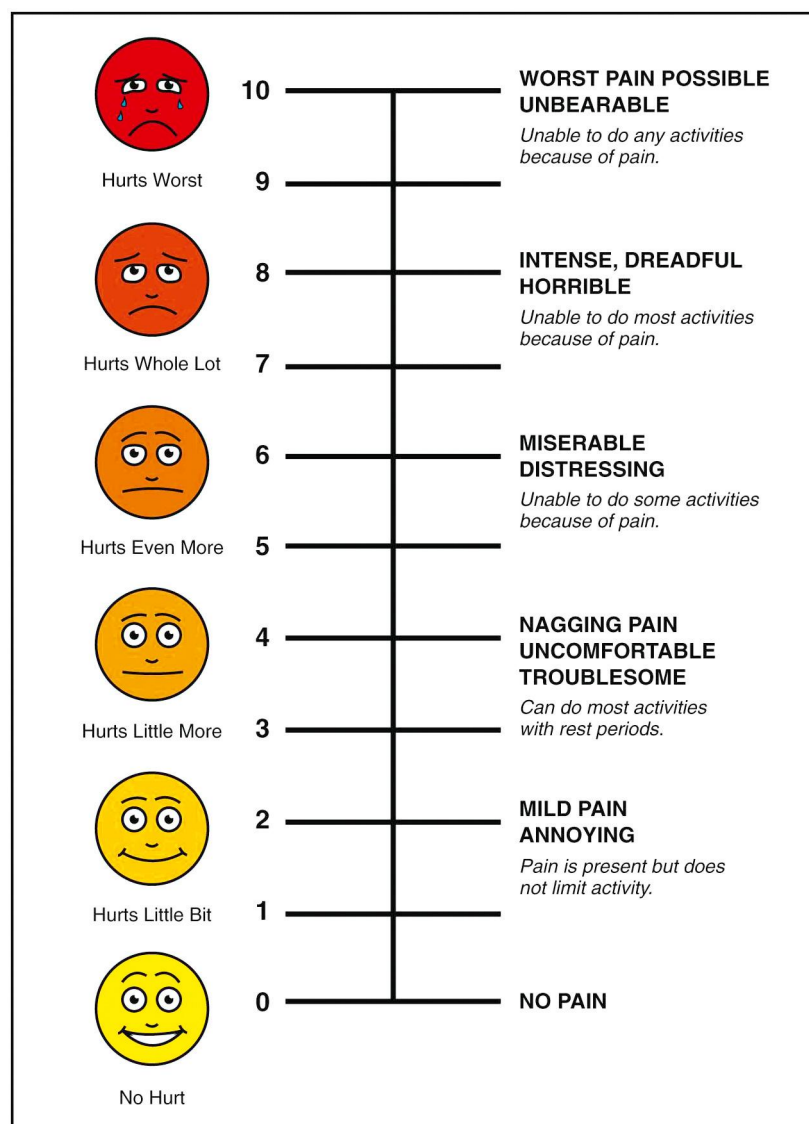 10
WORST PAIN POSSIBLE
UNBEARABLE
Unable to do any activities
because of pain.
Hurts Worst
9
8
INTENSE, DREADFUL
HORRIBLE
Unable to do most activities
because of pain.
Hurts Whole Lot
7
6
MISERABLE
DISTRESSING
Unable to do some activities
because of pain.
Hurts Even More
5
4
NAGGING PAIN
UNCOMFORTABLE
TROUBLESOME
Can do most activities
with rest periods.
Hurts Little More
3
2
MILD PAIN
ANNOYING
Pain is present but does
not limit activity.
Hurts Little Bit
1
0
NO PAIN
No Hurt